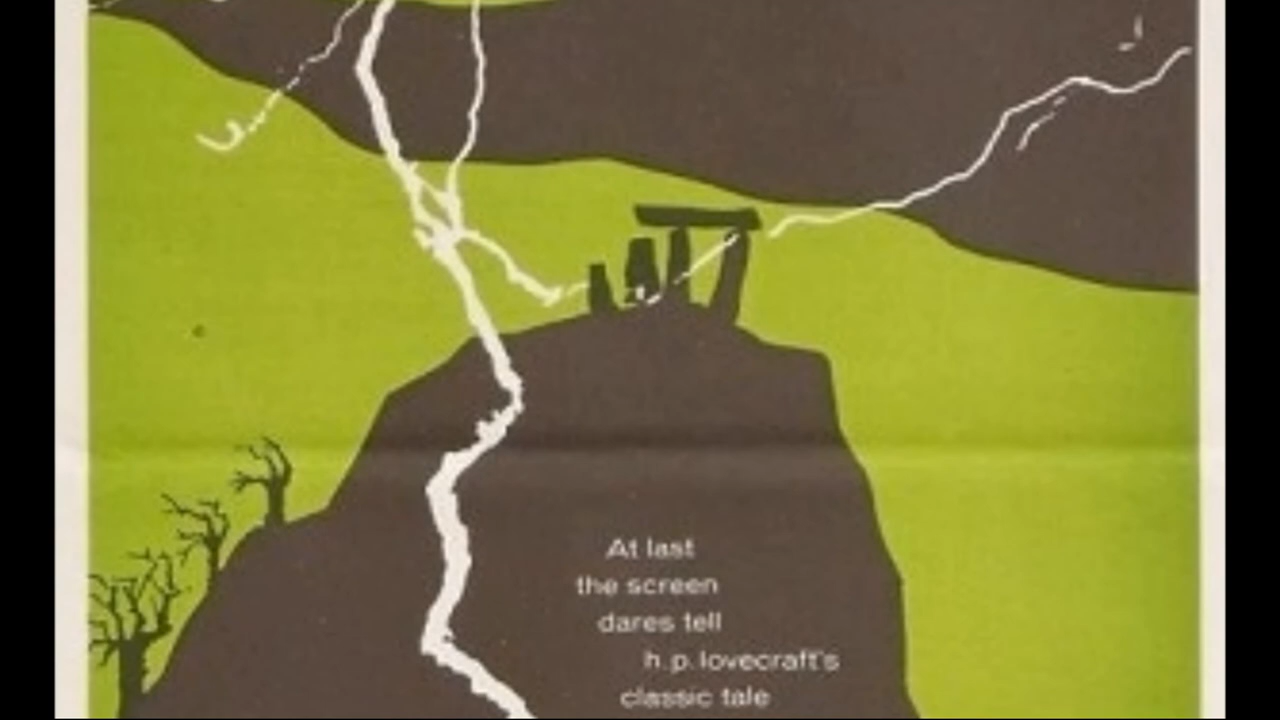 At last
the screen
dares tell
h.p. lovecraft's
classic tale